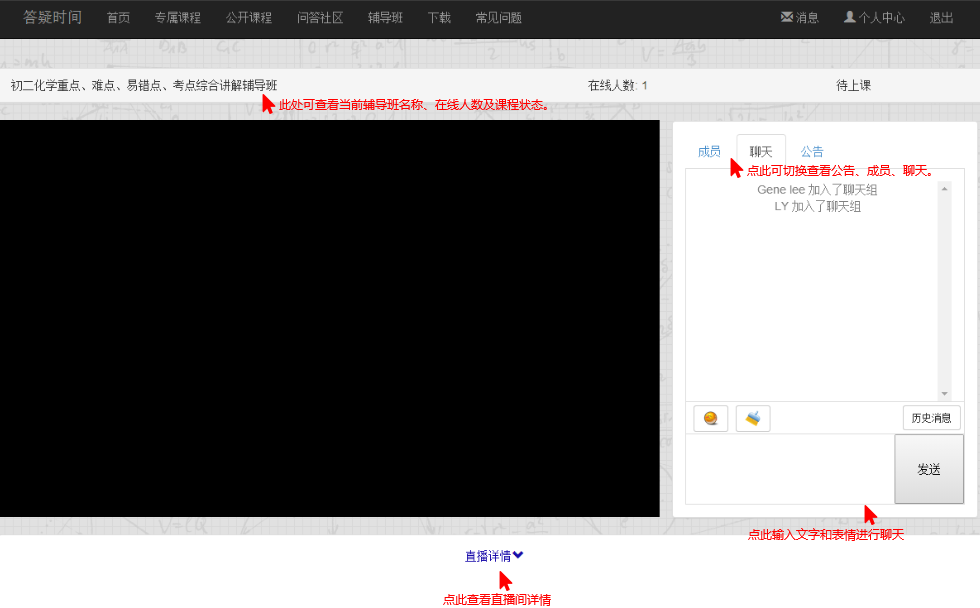 答疑时间 首页 专属课程 公开课程 问答社区 辅导班 下载 常见问题 消息 个人中心 退出
初二化学重点、难点、易错点、考点综合讲解辅导班 在线人数: 1 待上课
此处可查看当前辅导班名称、在线人数及课程状态。
成员 聊天 公告
点此可切换查看公告、成员、聊天。
Gene lee 加入了聊天组
LY 加入了聊天组
历史消息
发送
点此输入文字和表情进行聊天
直播详情
点此查看直播间详情